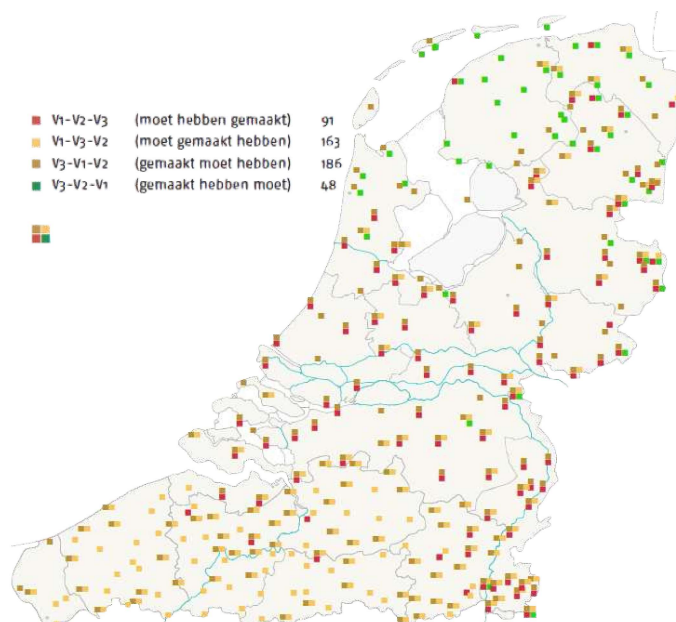 V1-V2-V3 (moet hebben gemaakt) 91
V1-V3-V2 (moet gemaakt hebben) 163
V3-V1-V2 (gemaakt moet hebben) 186
V3-V2-V1 (gemaakt hebben moet) 48